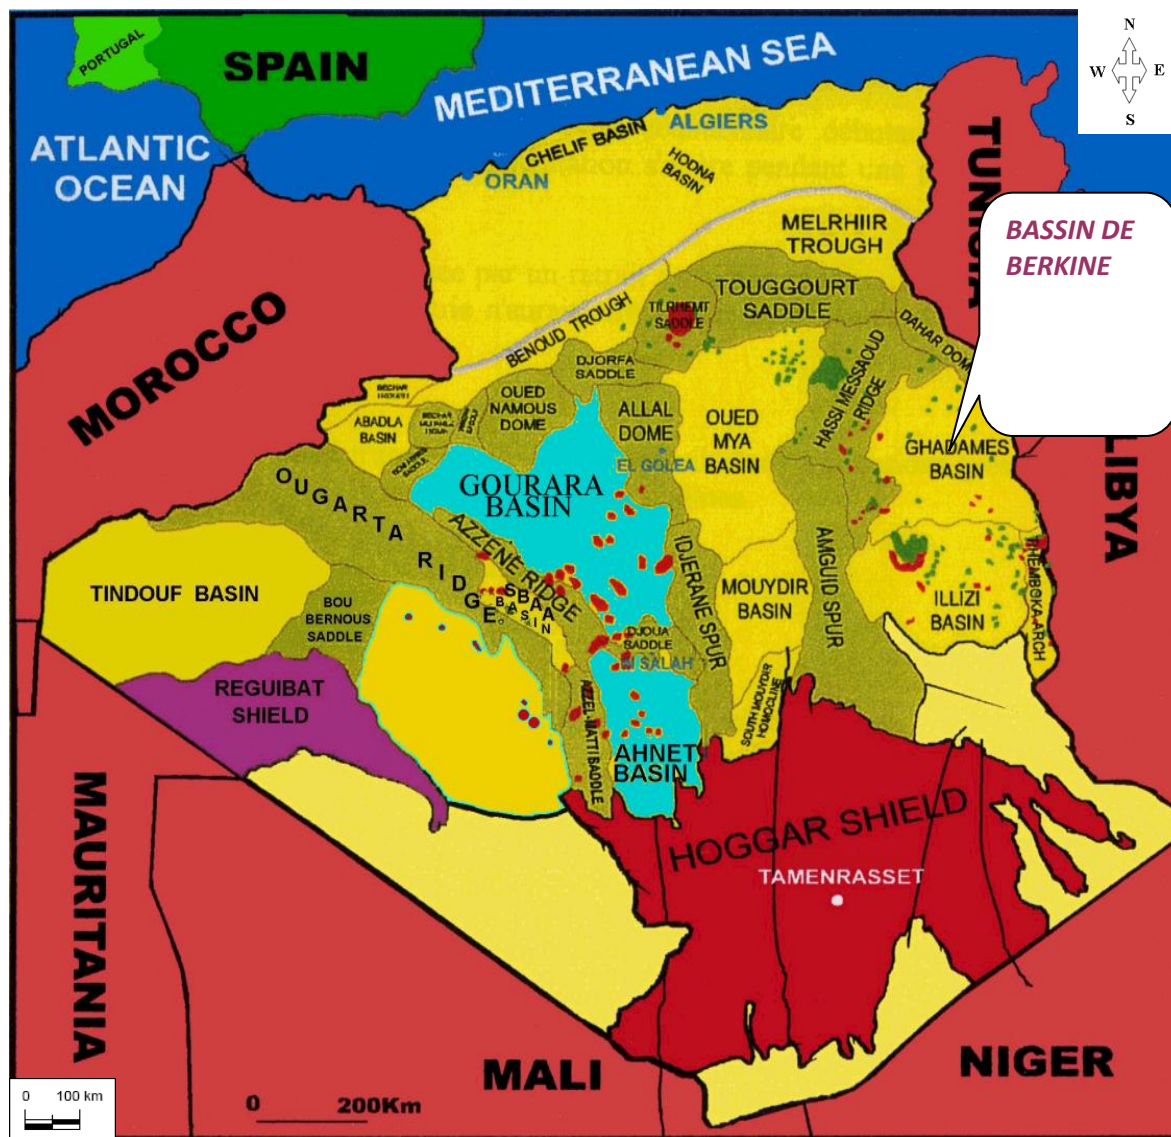 PORTUGAL
SPAIN
MEDITERRANEAN SEA
N
W E
S
ATLANTIC
OCEAN
ALGIERS
CHELIF BASIN
HODNA
BASIN
ORAN
TUNISIA
BASSIN DE
BERKINE
MELRHIIR
TROUGH
MOROCCO
TILRHEMT
SADDLE
TOUGGOURT
SADDLE
DAHAR DOM
BENOUD TROUGH
DJORFA
SADDLE
HASSI MESSAOUD
RIDGE
ABADLA
BASIN
OUED
NAMOUS
DOME
ALLAL
DOME
OUED
MYA
BASIN
GHADAMES
BASIN
LIBYA
EL GOLEA
GOURARA
BASIN
OUGARTA
RIDGE
AZZENE RIDGE
SBAA
BASIN
IDJERANE SPUR
AMGUID SPUR
TINDOUF BASIN
BOU
BERNOUS
SADDLE
MOUYDIR
BASIN
ILLIZI
BASIN
DJOUA
SADDLE
IN SALAH
REGUIBAT
SHIELD
AZZEL-MATTI SADDLE
SOUTH MOUYDIR
HOMOCLINE
AHNET
BASIN
MAURITANIA
HOGGAR SHIELD
TAMENRASSET
MALI
NIGER
0 100 km
0 200Km